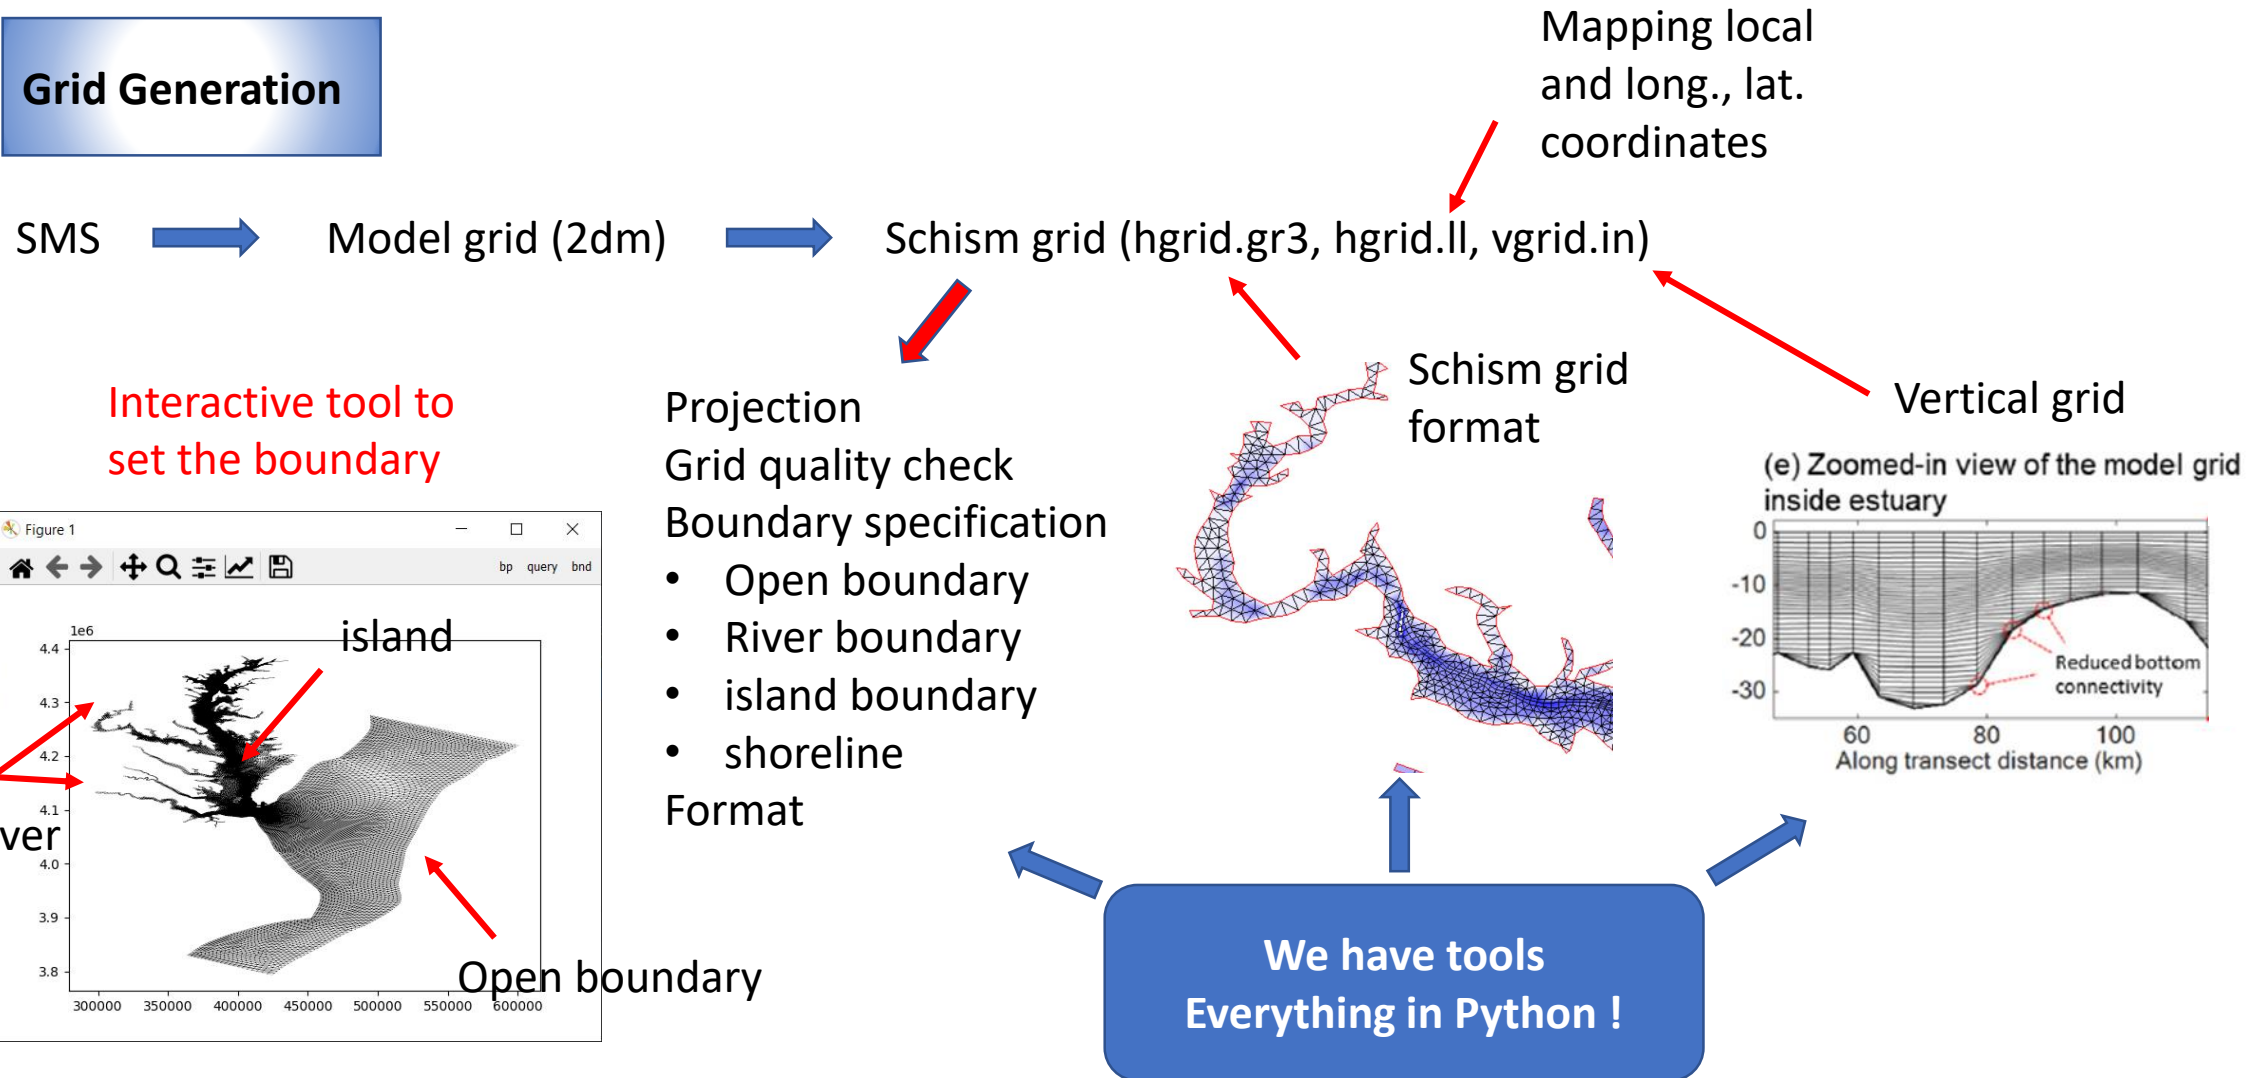 Grid Generation
Mapping local
and long., lat.
coordinates
SMS
Model grid (2dm)
Schism grid (hgrid.gr3, hgrid.ll, vgrid.in)
Interactive tool to
set the boundary
Projection
Grid quality check
Boundary specification
• Open boundary
• River boundary
• island boundary
• shoreline
Format
Schism grid
format
Vertical grid
(e) Zoomed-in view of the model grid
inside estuary
0
-10
-20
-30
Reduced bottom
connectivity
60 80 100
Along transect distance (km)
Figure 1
bp query bnd
1e6
island
4.4
4.3
4.2
4.1
ver
4.0
3.9
3.8
Open boundary
300000 350000 400000 450000 500000 550000 600000
We have tools
Everything in Python !